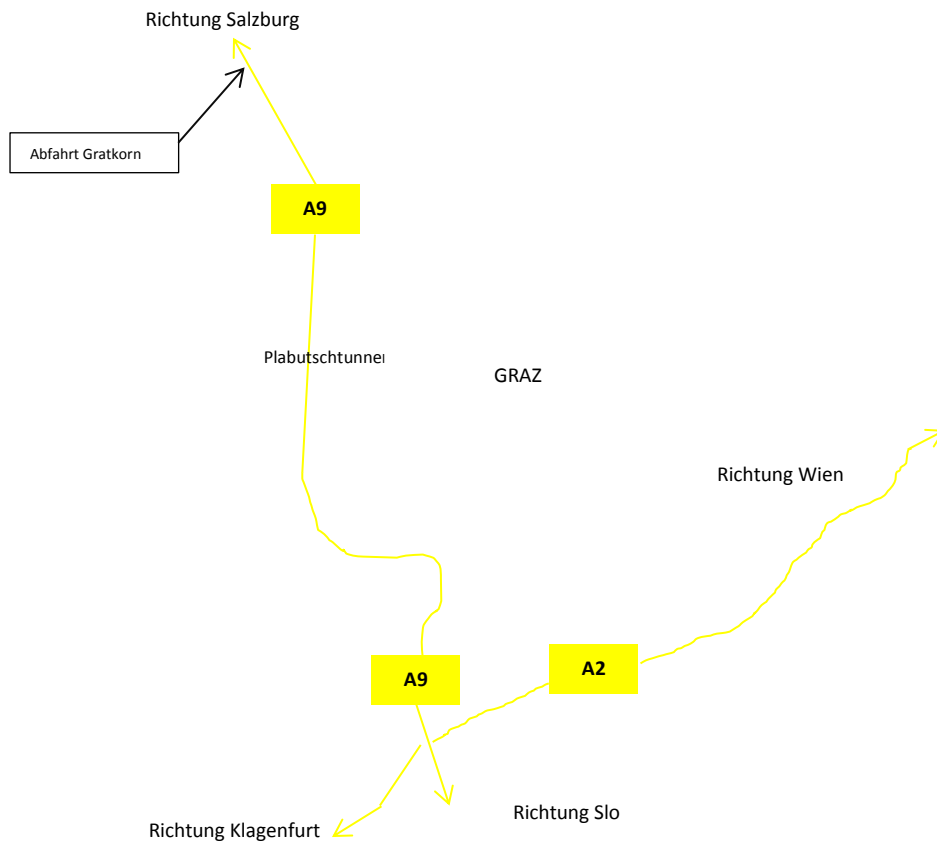 Richtung Salzburg
Abfahrt Gratkorn
A9
Plabutschtunnel
GRAZ
Richtung Wien
A2
A9
Richtung Slo
Richtung Klagenfurt